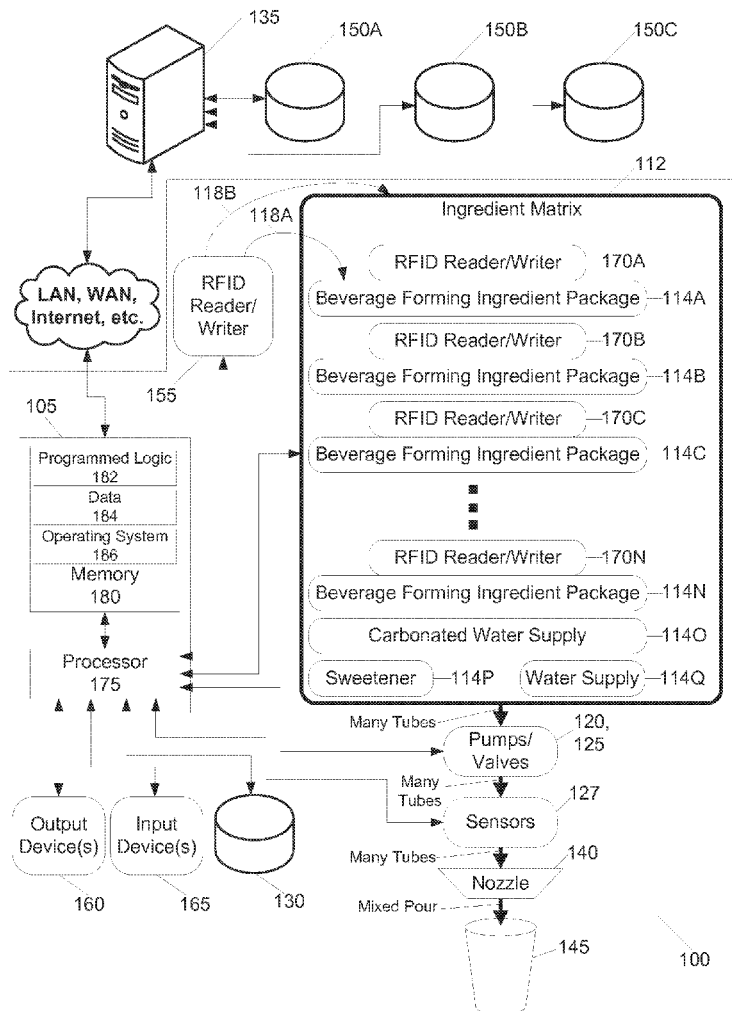 135
150A
150B
150C
118B
112
118A
Ingredient Matrix
RFID
Reader/
Writer
RFID Reader/Writer
170A
Beverage Forming Ingredient Package
114A
LAN, WAN,
Internet, etc.
RFID Reader/Writer
170B
155
Beverage Forming Ingredient Package
114B
RFID Reader/Writer
170C
105
Beverage Forming Ingredient Package
114C
Programmed Logic
182
Data
184
Operating System
186
Memory
180
RFID Reader/Writer
170N
Beverage Forming Ingredient Package
114N
Carbonated Water Supply
114O
Processor
175
Sweetener
114P
Water Supply
114Q
Many Tubes
Pumps/
Valves
120,
125
Many
Tubes
127
Output
Device(s)
Input
Device(s)
Sensors
Many Tubes
140
Nozzle
160
165
130
Mixed Pour
145
100